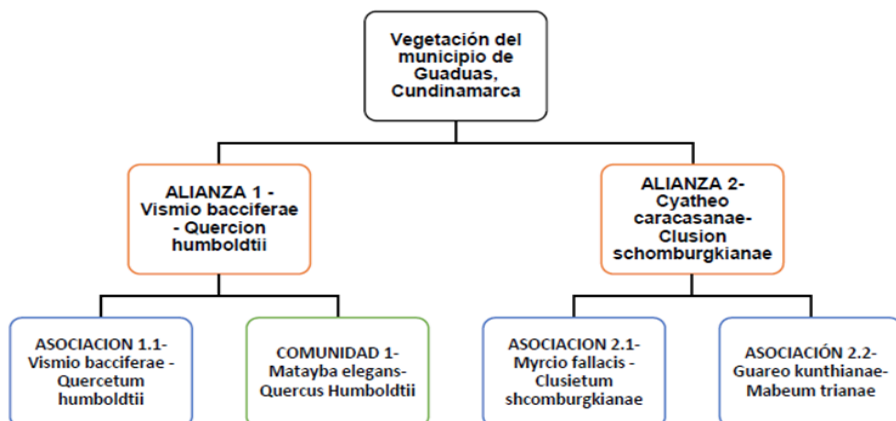 Vegetación del
municipio de
Guaduas,
Cundinamarca
ALIANZA 1 -
Vismio bacciferae
- Quercion
humboldtii
ALIANZA 2-
Cyatheo
caracasanae-
Clusion
schomburgkianae
ASOCIACION 1.1-
Vismio bacciferae -
Quercetum
humboldtii
COMUNIDAD 1-
Matayba elegans-
Quercus Humboldtii
ASOCIACION 2.1-
Myrcio fallacis -
Clusietum
shcomburgkianae
ASOCIACIÓN 2.2-
Guareo kunthianae-
Mabeum trianae